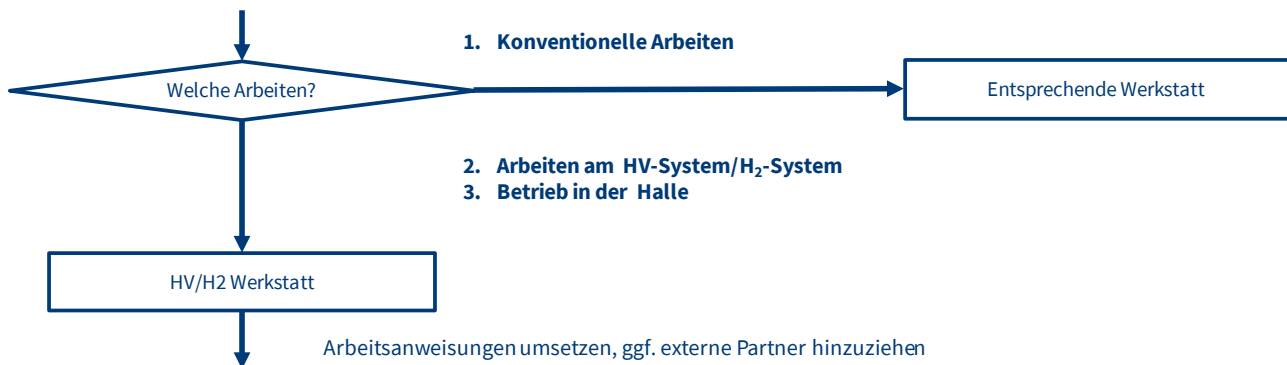 1. Konventionelle Arbeiten
Welche Arbeiten?
Entsprechende Werkstatt
2. Arbeiten am HV-System/H₂-System
3. Betrieb in der Halle
HV/H2 Werkstatt
Arbeitsanweisungen umsetzen, ggf. externe Partner hinzuziehen